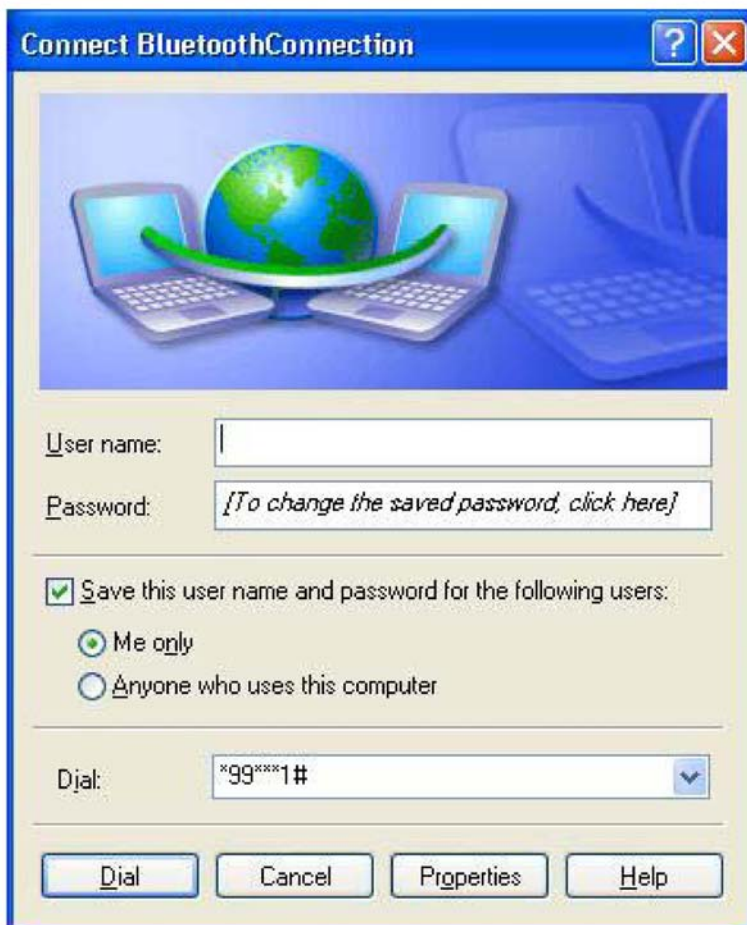 Connect BluetoothConnection
User name:
Password: [To change the saved password, click here]
Save this user name and password for the following users:
Me only
Anyone who uses this computer
Dial: *99***1#
Dial Cancel Properties Help